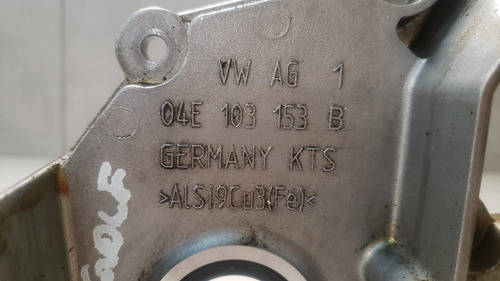 VW AG 1
04E 103 153 B
GERMANY KTS
>ALSi9Cu3(Fe)<